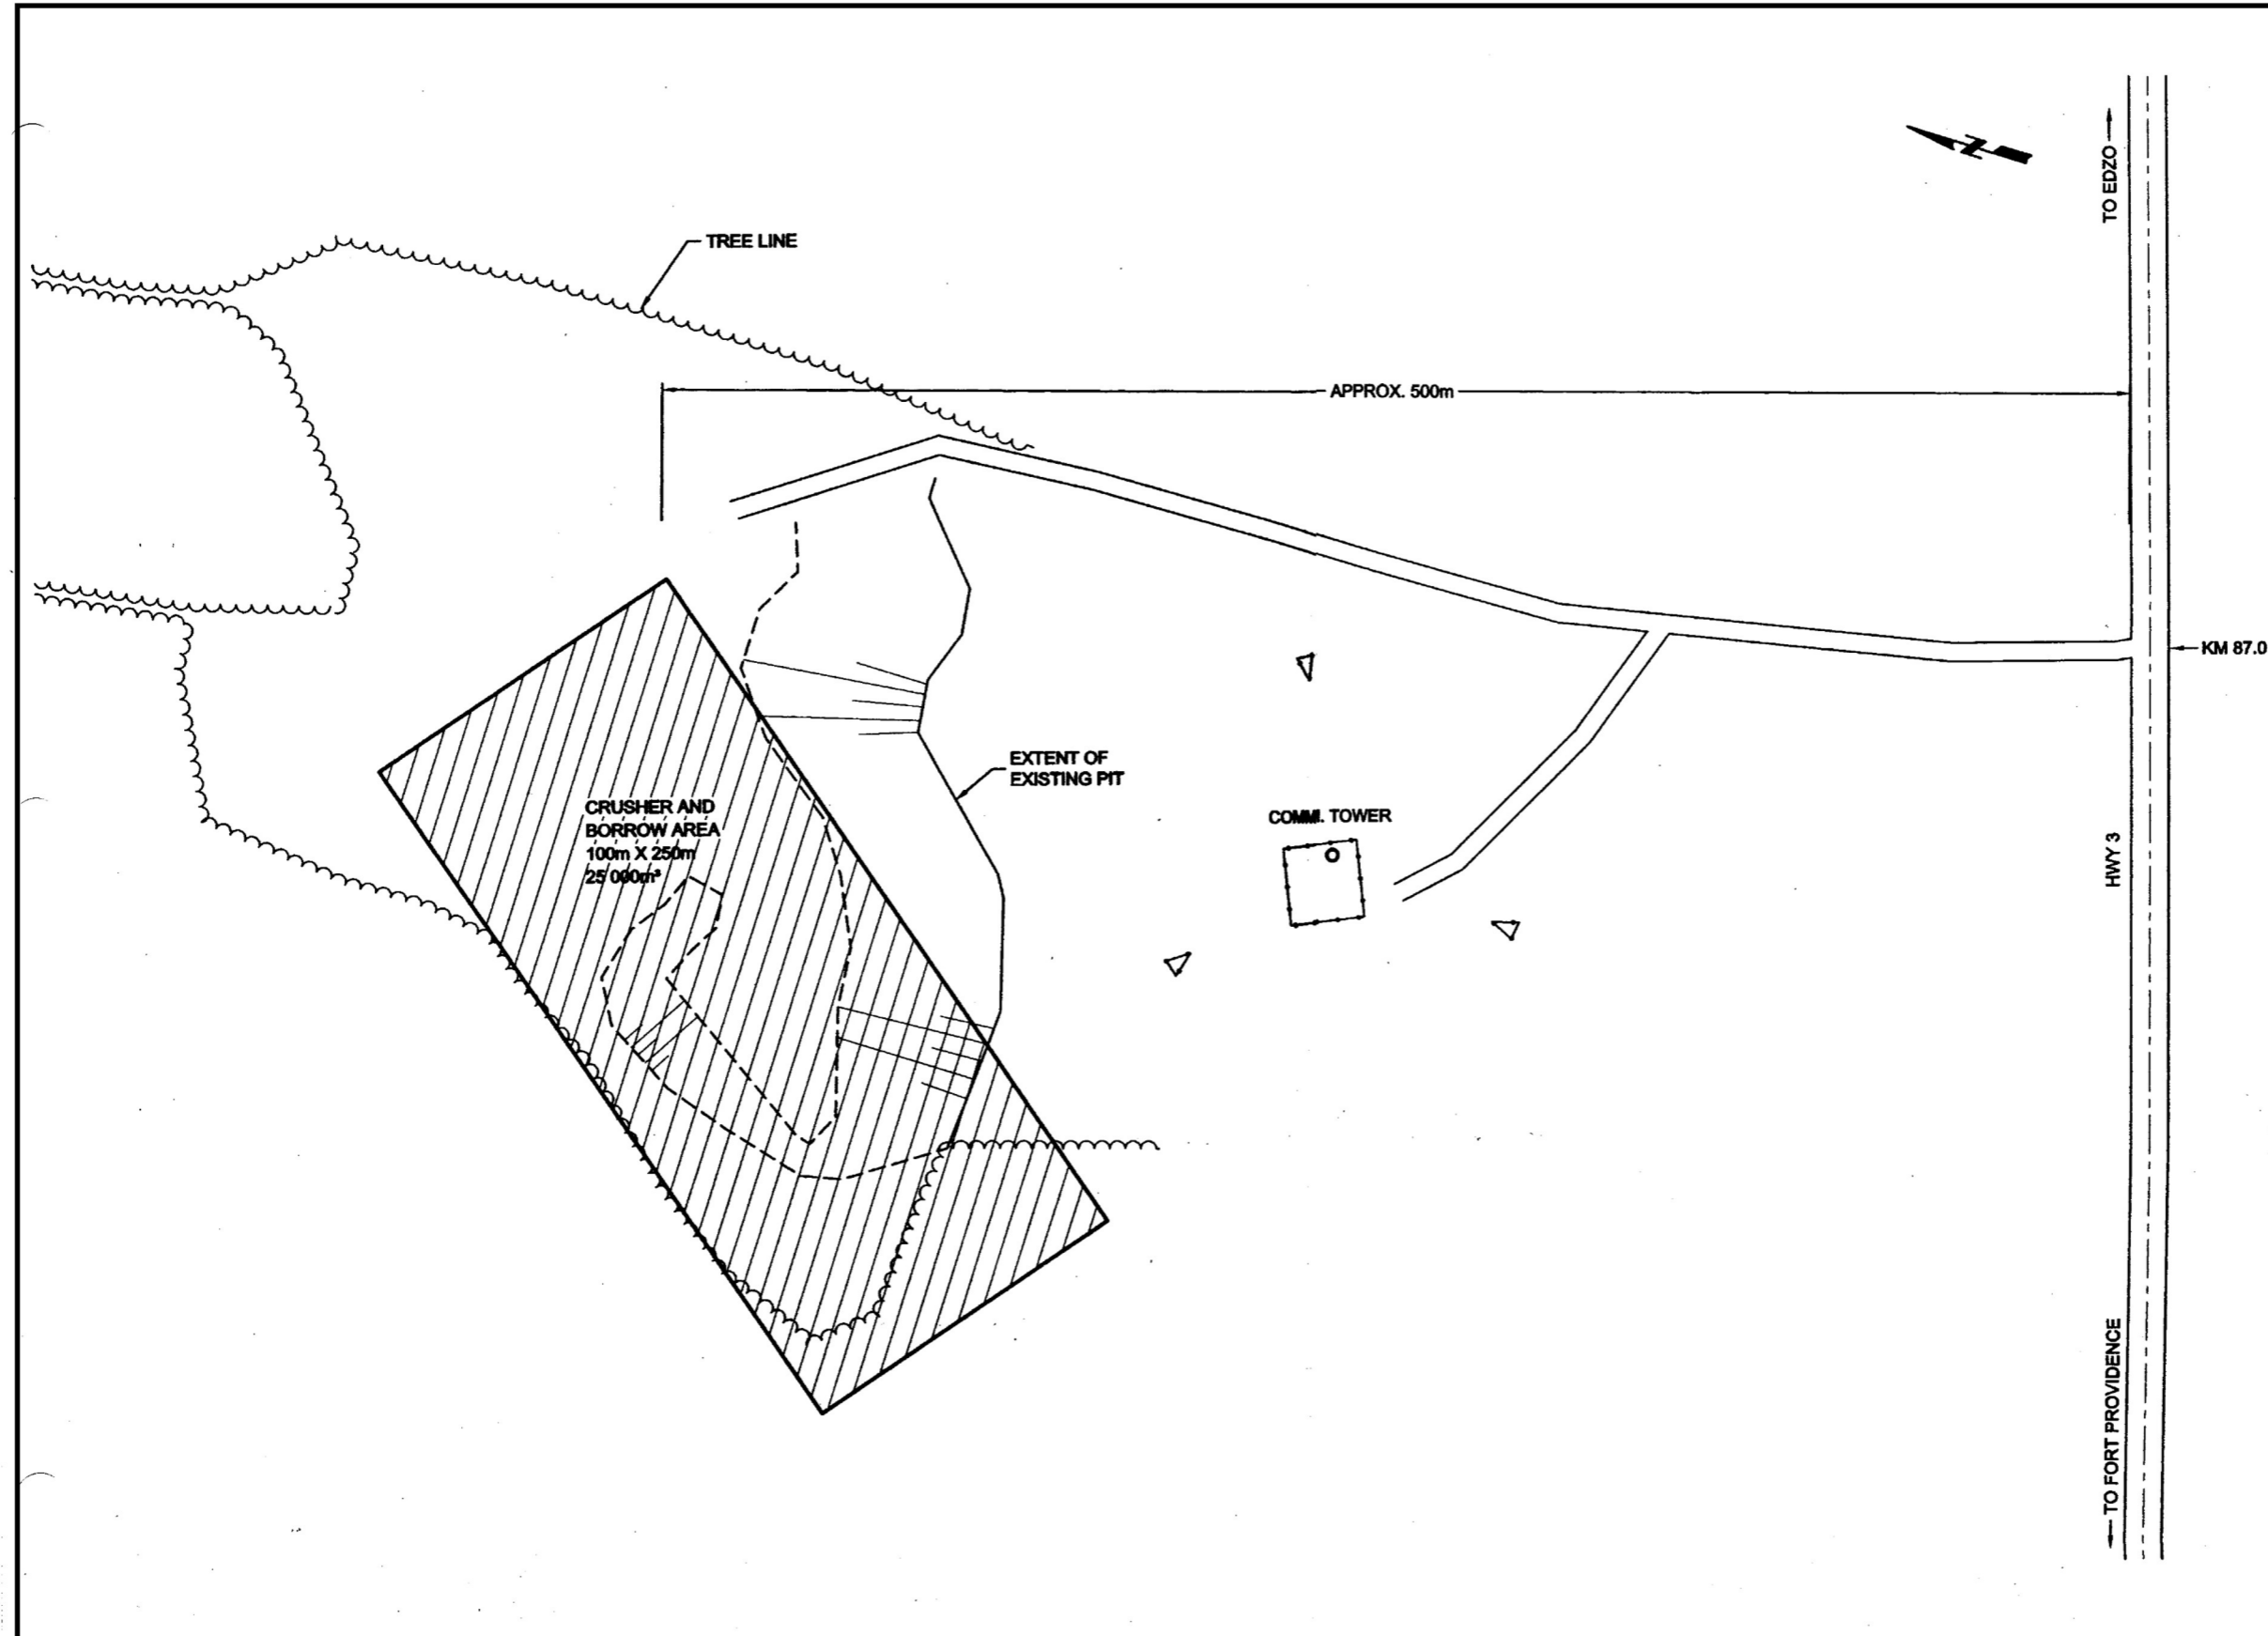 TO EDZO
TREE LINE
APPROX. 500m
KM 87.0
EXTENT OF
EXISTING PIT
CRUSHER AND
BORROW AREA
100m X 250m
25 000m³
COMM. TOWER
HWY 3
TO FORT PROVIDENCE
N